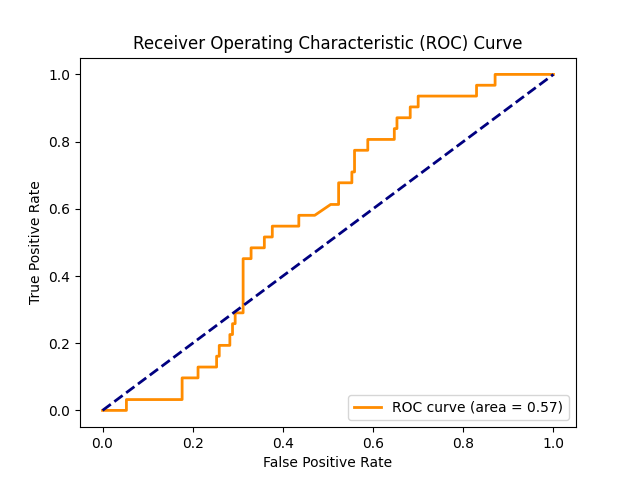 Receiver Operating Characteristic (ROC) Curve
1.0
0.8
0.6
0.4
0.2
0.0
True Positive Rate
ROC curve (area = 0.57)
0.0 0.2 0.4 0.6 0.8 1.0
False Positive Rate